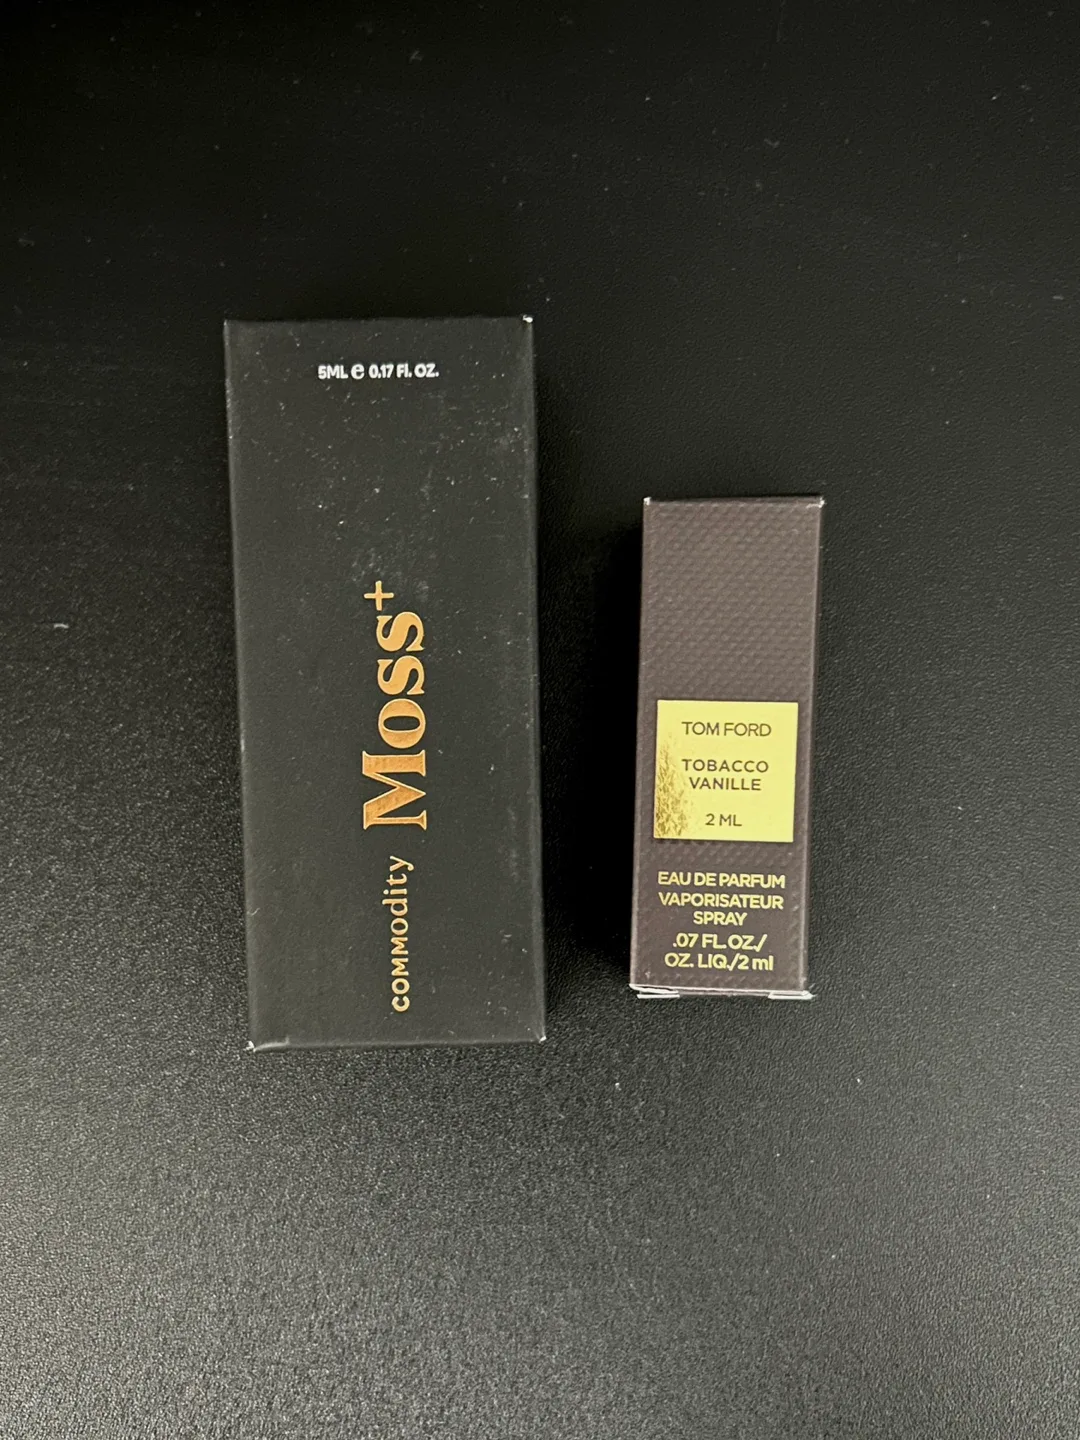 5ML ℮ 0.17 Fl. OZ.
commodity Moss+
TOM FORD
TOBACCO
VANILLE
2 ML
EAU DE PARFUM
VAPORISATEUR
SPRAY
.07 FL.OZ./
OZ. LIQ./2 ml